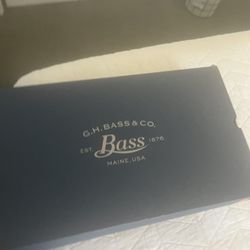 G.H. BASS & CO.
EST. Bass 1876
MAINE, USA